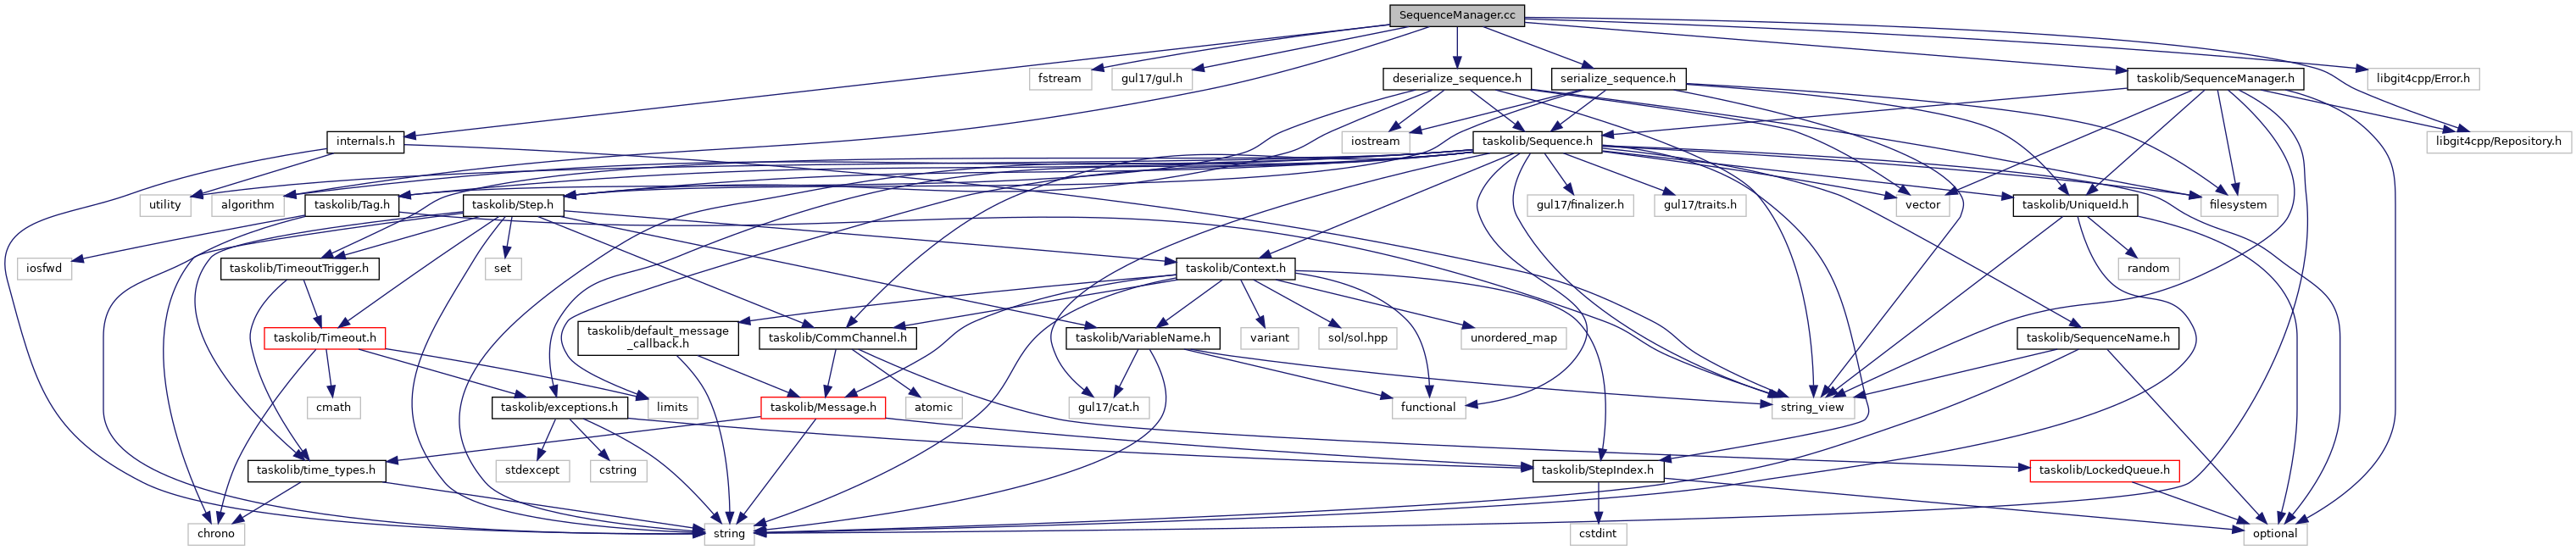 SequenceManager.cc
fstream
gul17/gul.h
deserialize_sequence.h
serialize_sequence.h
taskolib/SequenceManager.h
libgit4cpp/Error.h
internals.h
iostream
taskolib/Sequence.h
libgit4cpp/Repository.h
utility
algorithm
taskolib/Tag.h
taskolib/Step.h
gul17/finalizer.h
gul17/traits.h
vector
taskolib/UniqueId.h
filesystem
iosfwd
taskolib/TimeoutTrigger.h
set
taskolib/Context.h
random
taskolib/Timeout.h
taskolib/default_message
_callback.h
taskolib/CommChannel.h
taskolib/VariableName.h
variant
sol/sol.hpp
unordered_map
taskolib/SequenceName.h
cmath
taskolib/exceptions.h
limits
taskolib/Message.h
atomic
gul17/cat.h
functional
string_view
taskolib/time_types.h
stdexcept
cstring
taskolib/StepIndex.h
taskolib/LockedQueue.h
chrono
string
cstdint
optional